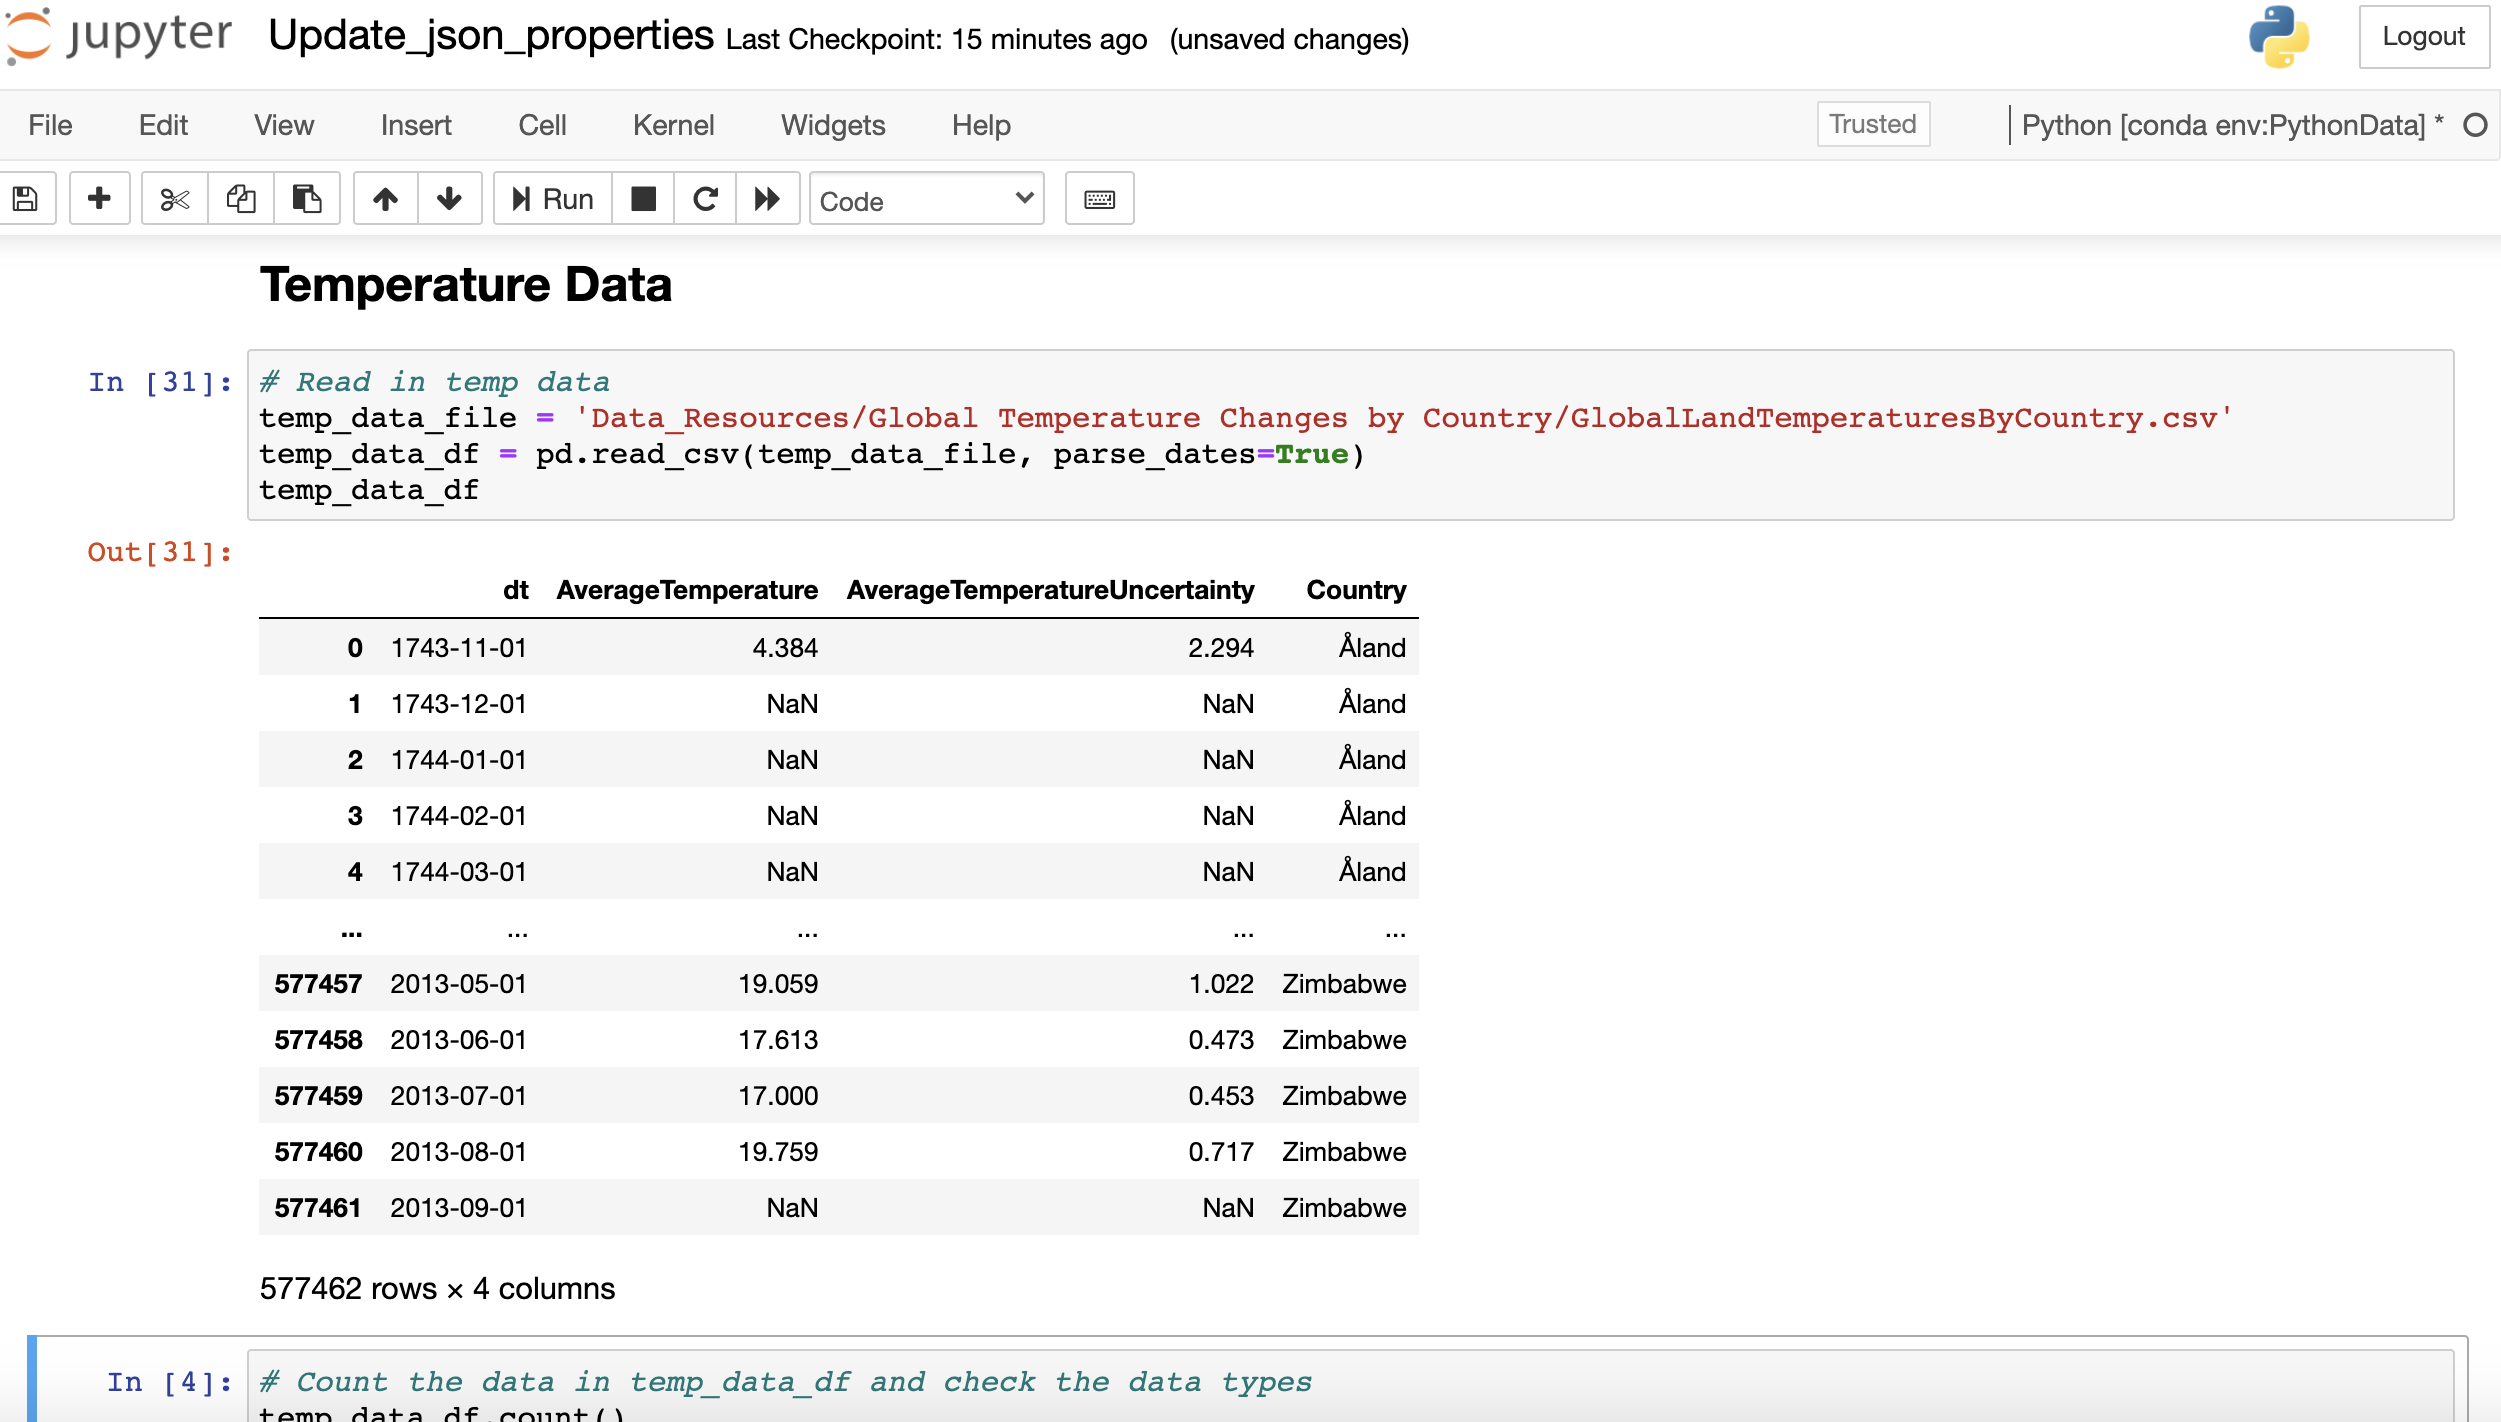 jupyter Update_json_properties Last Checkpoint: 15 minutes ago (unsaved changes) Logout
File Edit View Insert Cell Kernel Widgets Help Trusted Python [conda env:PythonData] *
Run Code
Temperature Data
In [31]: # Read in temp data
temp_data_file = 'Data_Resources/Global Temperature Changes by Country/GlobalLandTemperaturesByCountry.csv'
temp_data_df = pd.read_csv(temp_data_file, parse_dates=True)
temp_data_df
Out[31]:
dt AverageTemperature AverageTemperatureUncertainty Country
0 1743-11-01 4.384 2.294 Åland
1 1743-12-01 NaN NaN Åland
2 1744-01-01 NaN NaN Åland
3 1744-02-01 NaN NaN Åland
4 1744-03-01 NaN NaN Åland
... ... ... ... ...
577457 2013-05-01 19.059 1.022 Zimbabwe
577458 2013-06-01 17.613 0.473 Zimbabwe
577459 2013-07-01 17.000 0.453 Zimbabwe
577460 2013-08-01 19.759 0.717 Zimbabwe
577461 2013-09-01 NaN NaN Zimbabwe
577462 rows × 4 columns
In [4]: # Count the data in temp_data_df and check the data types
temp_data_df.count()